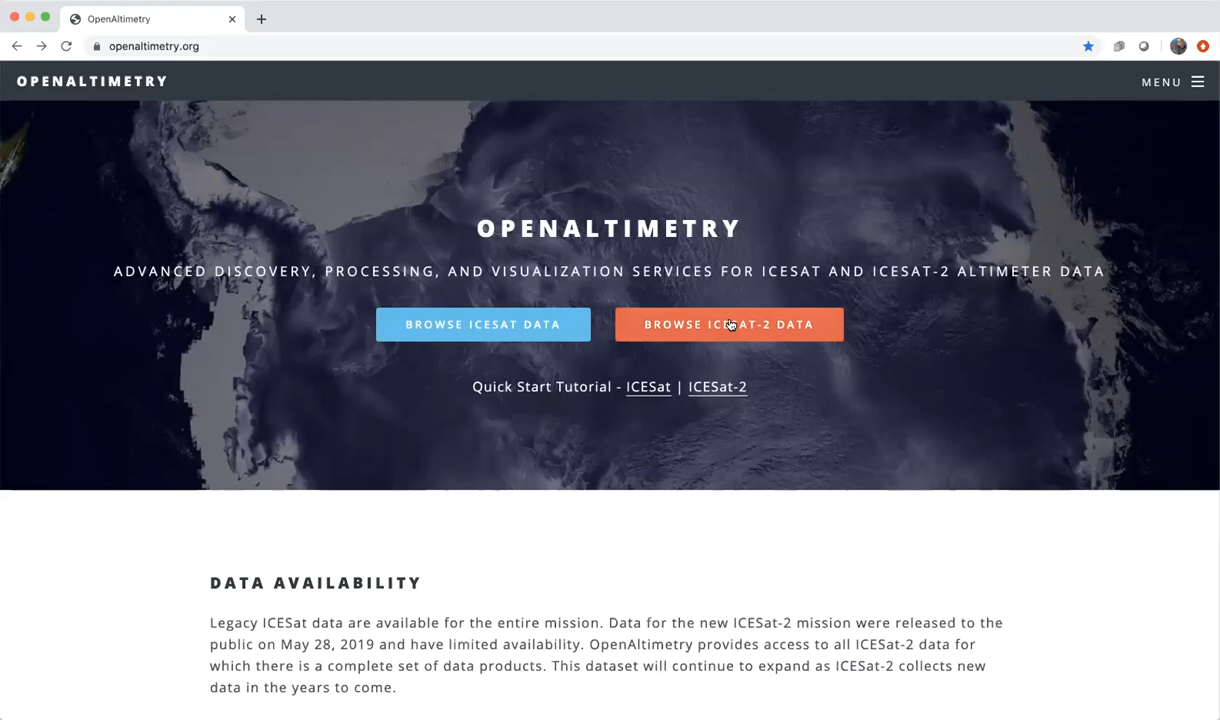 OpenAltimetry
openaltimetry.org
OPENALTIMETRY
MENU
OPENALTIMETRY
ADVANCED DISCOVERY, PROCESSING, AND VISUALIZATION SERVICES FOR ICESAT AND ICESAT-2 ALTIMETER DATA
BROWSE ICESAT DATA
BROWSE ICESAT-2 DATA
Quick Start Tutorial - ICESat | ICESat-2
DATA AVAILABILITY
Legacy ICESat data are available for the entire mission. Data for the new ICESat-2 mission were released to the
public on May 28, 2019 and have limited availability. OpenAltimetry provides access to all ICESat-2 data for
which there is a complete set of data products. This dataset will continue to expand as ICESat-2 collects new
data in the years to come.